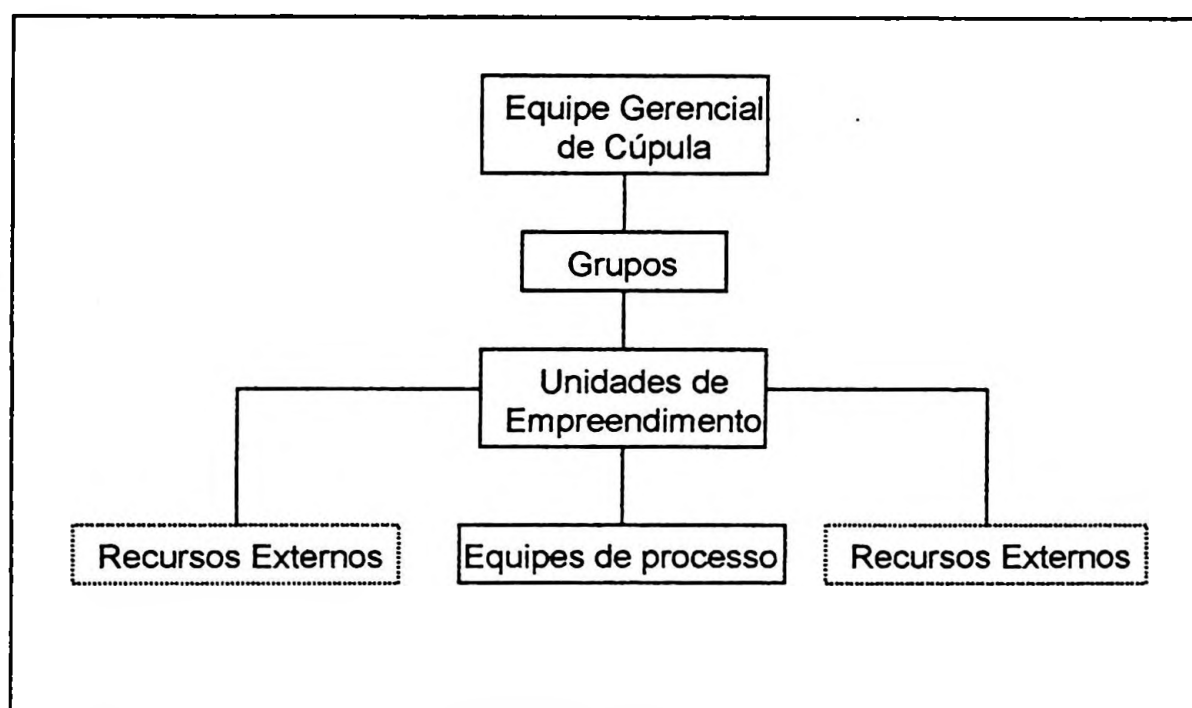 Equipe Gerencial
de Cúpula
Grupos
Unidades de
Empreendimento
Recursos Externos
Equipes de processo
Recursos Externos